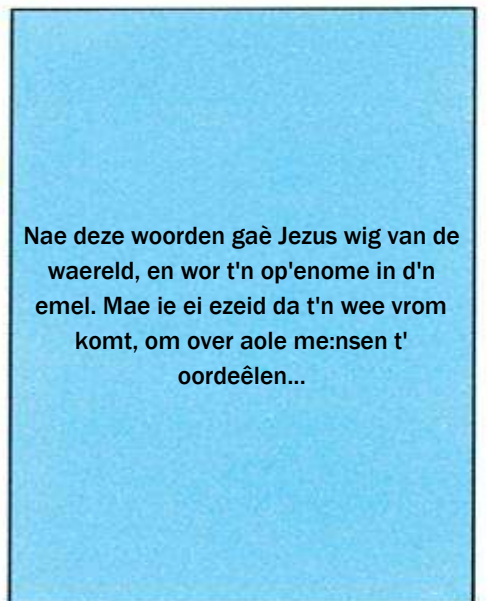 Nae deze woorden gaè Jezus wig van de
waereld, en wor t'n op'enome in d'n
emel. Mae ie ei ezeid da t'n wee vrom
komt, om over aole me:nsen t'
oordeêlen...